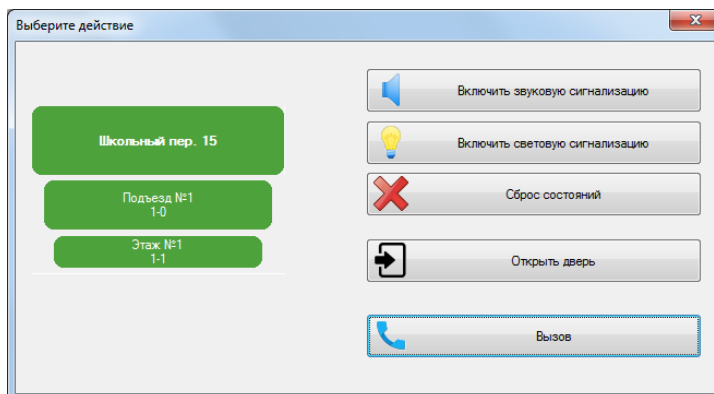 Выберите действие
Школьный пер. 15
Подъезд №1
1-0
Этаж №1
1-1
Включить звуковую сигнализацию
Включить световую сигнализацию
Сброс состояний
Открыть дверь
Вызов